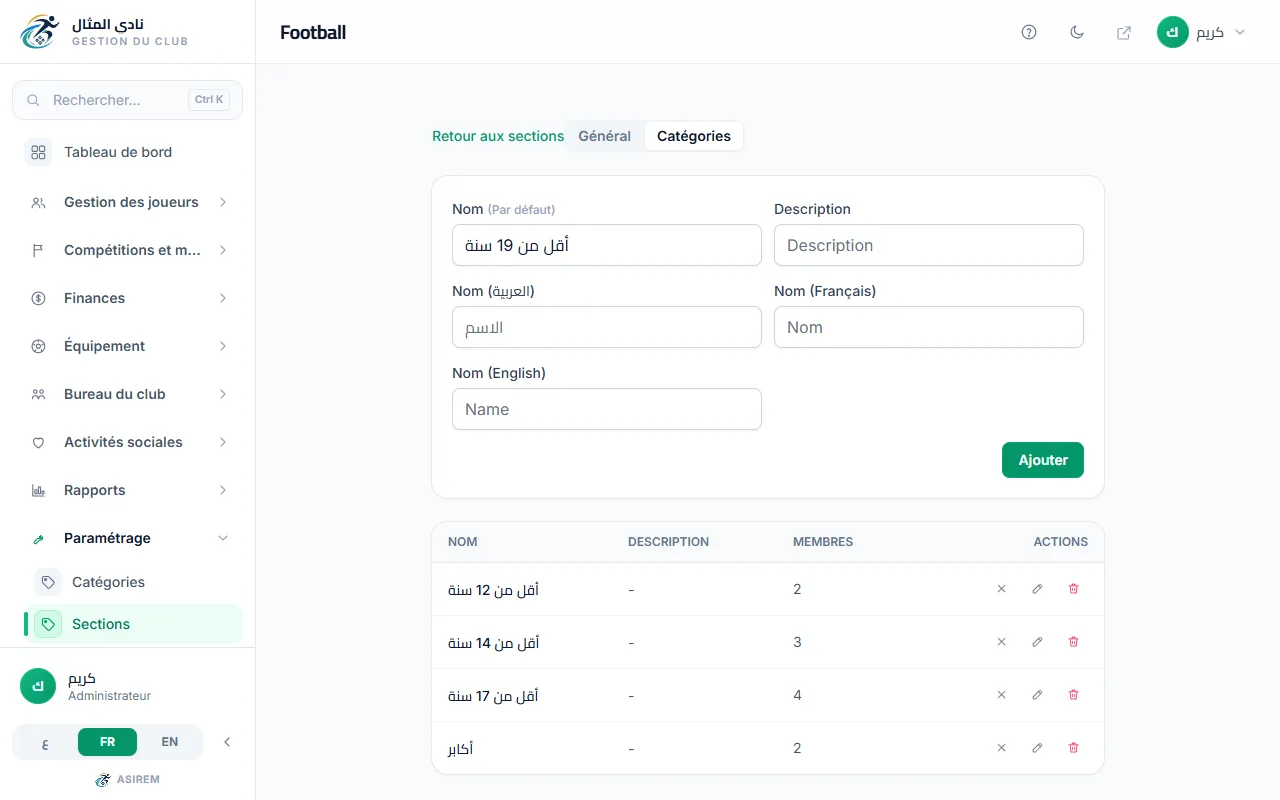 نادي المثال
GESTION DU CLUB
Rechercher...
Ctrl K
Tableau de bord
Gestion des joueurs
Compétitions et m...
Finances
Équipement
Bureau du club
Activités sociales
Rapports
Paramétrage
Catégories
Sections
ك
كريم
Administrateur
ع
FR
EN
ASIREM
Football
ك
كريم
Retour aux sections
Général
Catégories
Nom (Par défaut)
Description
أقل من 19 سنة
Description
Nom (العربية)
Nom (Français)
الاسم
Nom
Nom (English)
Name
Ajouter
NOM DESCRIPTION MEMBRES ACTIONS
أقل من 12 سنة - 2
أقل من 14 سنة - 3
أقل من 17 سنة - 4
أكابر - 2